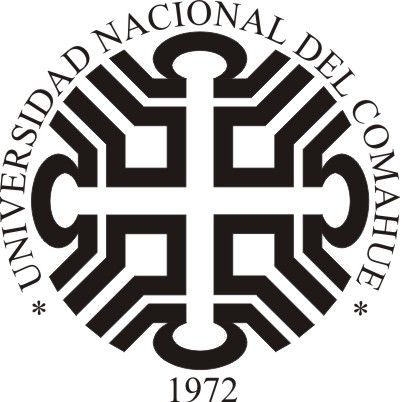 * UNIVERSIDAD NACIONAL DEL COMAHUE *
1972